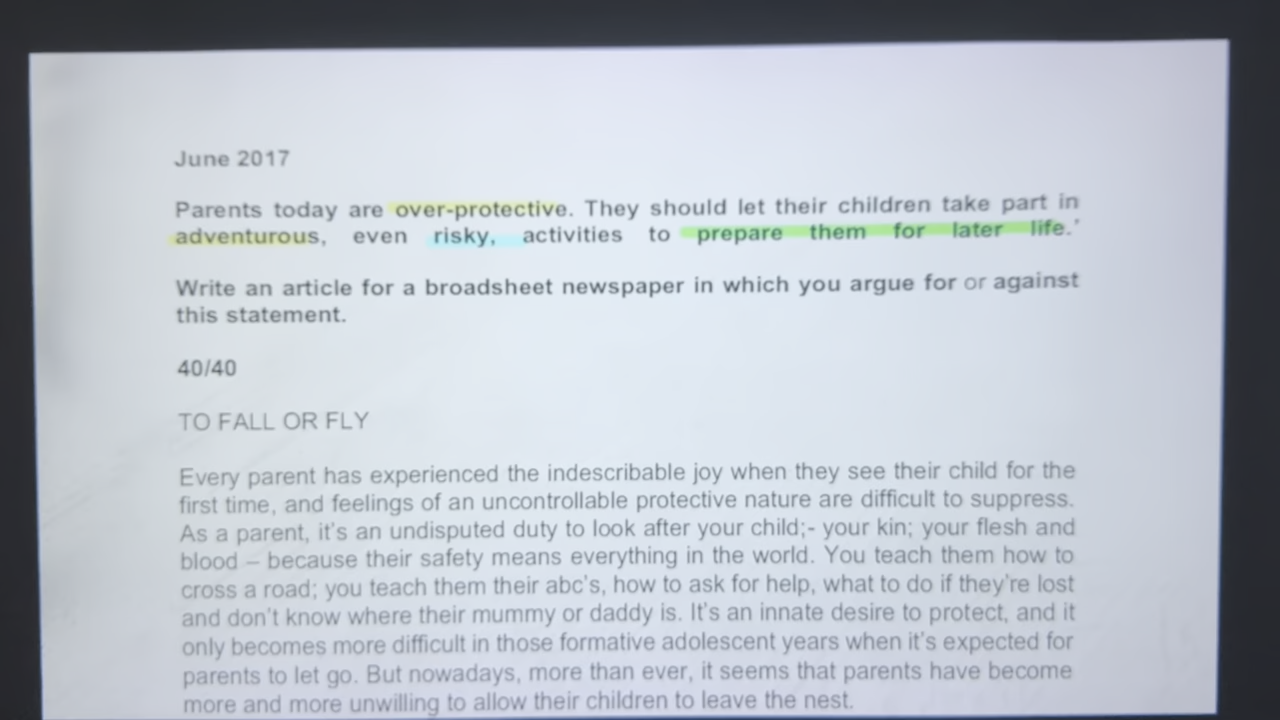 June 2017
Parents today are over-protective. They should let their children take part in
adventurous, even risky, activities to prepare them for later life.'
Write an article for a broadsheet newspaper in which you argue for or against
this statement.
40/40
TO FALL OR FLY
Every parent has experienced the indescribable joy when they see their child for the
first time, and feelings of an uncontrollable protective nature are difficult to suppress.
As a parent, it's an undisputed duty to look after your child;- your kin; your flesh and
blood – because their safety means everything in the world. You teach them how to
cross a road; you teach them their abc's, how to ask for help, what to do if they're lost
and don't know where their mummy or daddy is. It's an innate desire to protect, and it
only becomes more difficult in those formative adolescent years when it's expected for
parents to let go. But nowadays, more than ever, it seems that parents have become
more and more unwilling to allow their children to leave the nest.